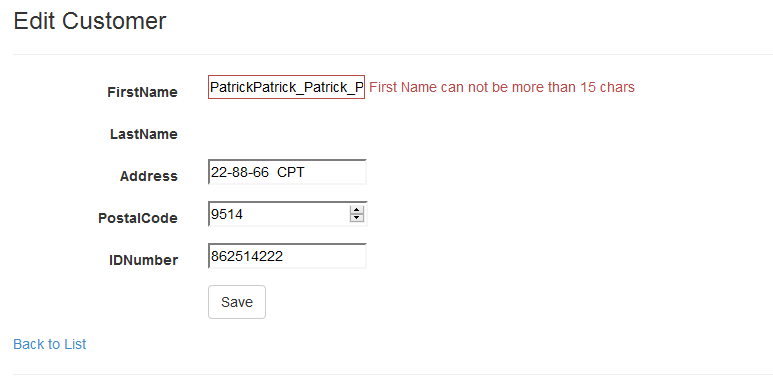 Edit Customer
FirstName PatrickPatrick_Patrick_P First Name can not be more than 15 chars
LastName
Address 22-88-66 CPT
PostalCode 9514
IDNumber 862514222
Save
Back to List